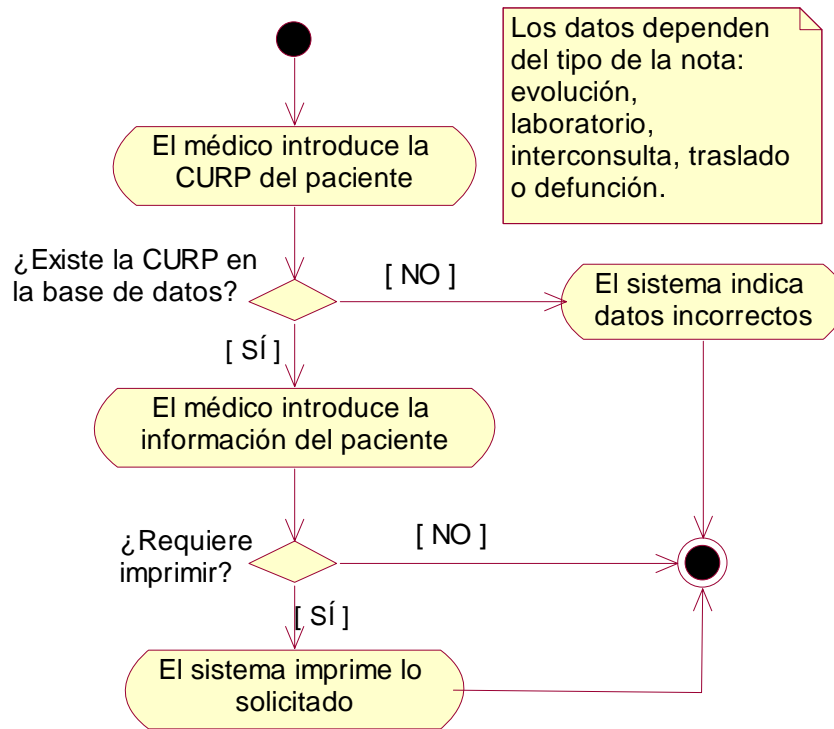 Los datos dependen
del tipo de la nota:
evolución,
laboratorio,
interconsulta, traslado
o defunción.
El médico introduce la
CURP del paciente
¿Existe la CURP en
la base de datos?
[ NO ]
El sistema indica
datos incorrectos
[ SÍ ]
El médico introduce la
información del paciente
¿Requiere
imprimir?
[ NO ]
[ SÍ ]
El sistema imprime lo
solicitado